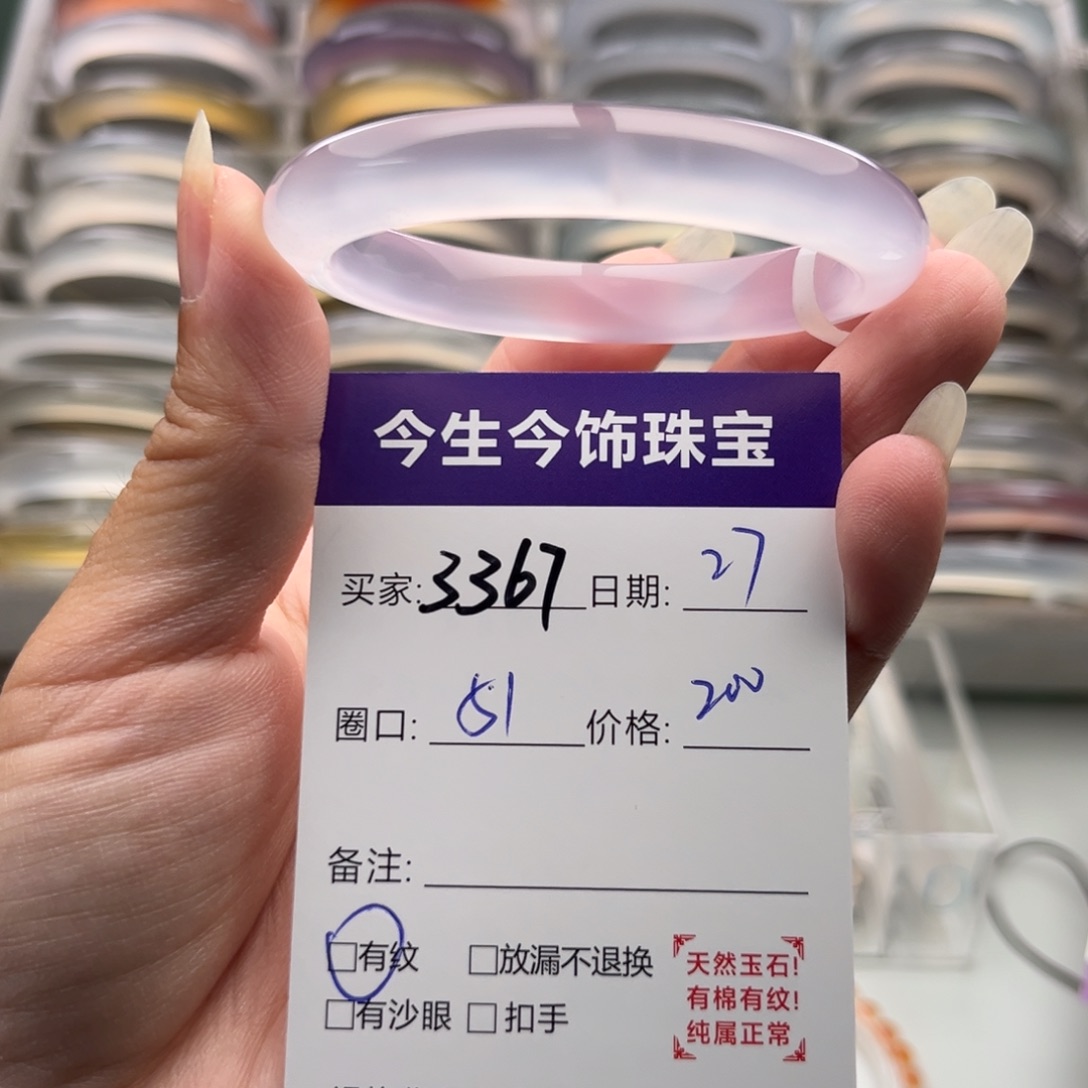 今生今饰珠宝
买家:3367 日期:27
圈口:51 价格:200
备注:
□有纹 □放漏不退换
□有沙眼 □扣手
天然玉石!
有棉有纹!
纯属正常